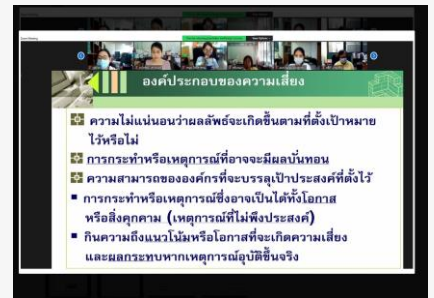 องค์ประกอบของความเสี่ยง
ความไม่แน่นอนว่าผลลัพธ์จะเกิดขึ้นตามที่ตั้งเป้าหมาย
ไว้หรือไม่
การกระทำหรือเหตุการณ์ที่อาจจะมีผลบั่นทอน
ความสามารถขององค์กรที่จะบรรลุเป้าประสงค์ที่ตั้งไว้
การกระทำหรือเหตุการณ์ซึ่งอาจเป็นได้ทั้งโอกาส
หรือสิ่งคุกคาม (เหตุการณ์ที่ไม่พึงประสงค์)
กินความถึงแนวโน้มหรือโอกาสที่จะเกิดความเสี่ยง
และผลกระทบหากเหตุการณ์อุบัติขึ้นจริง